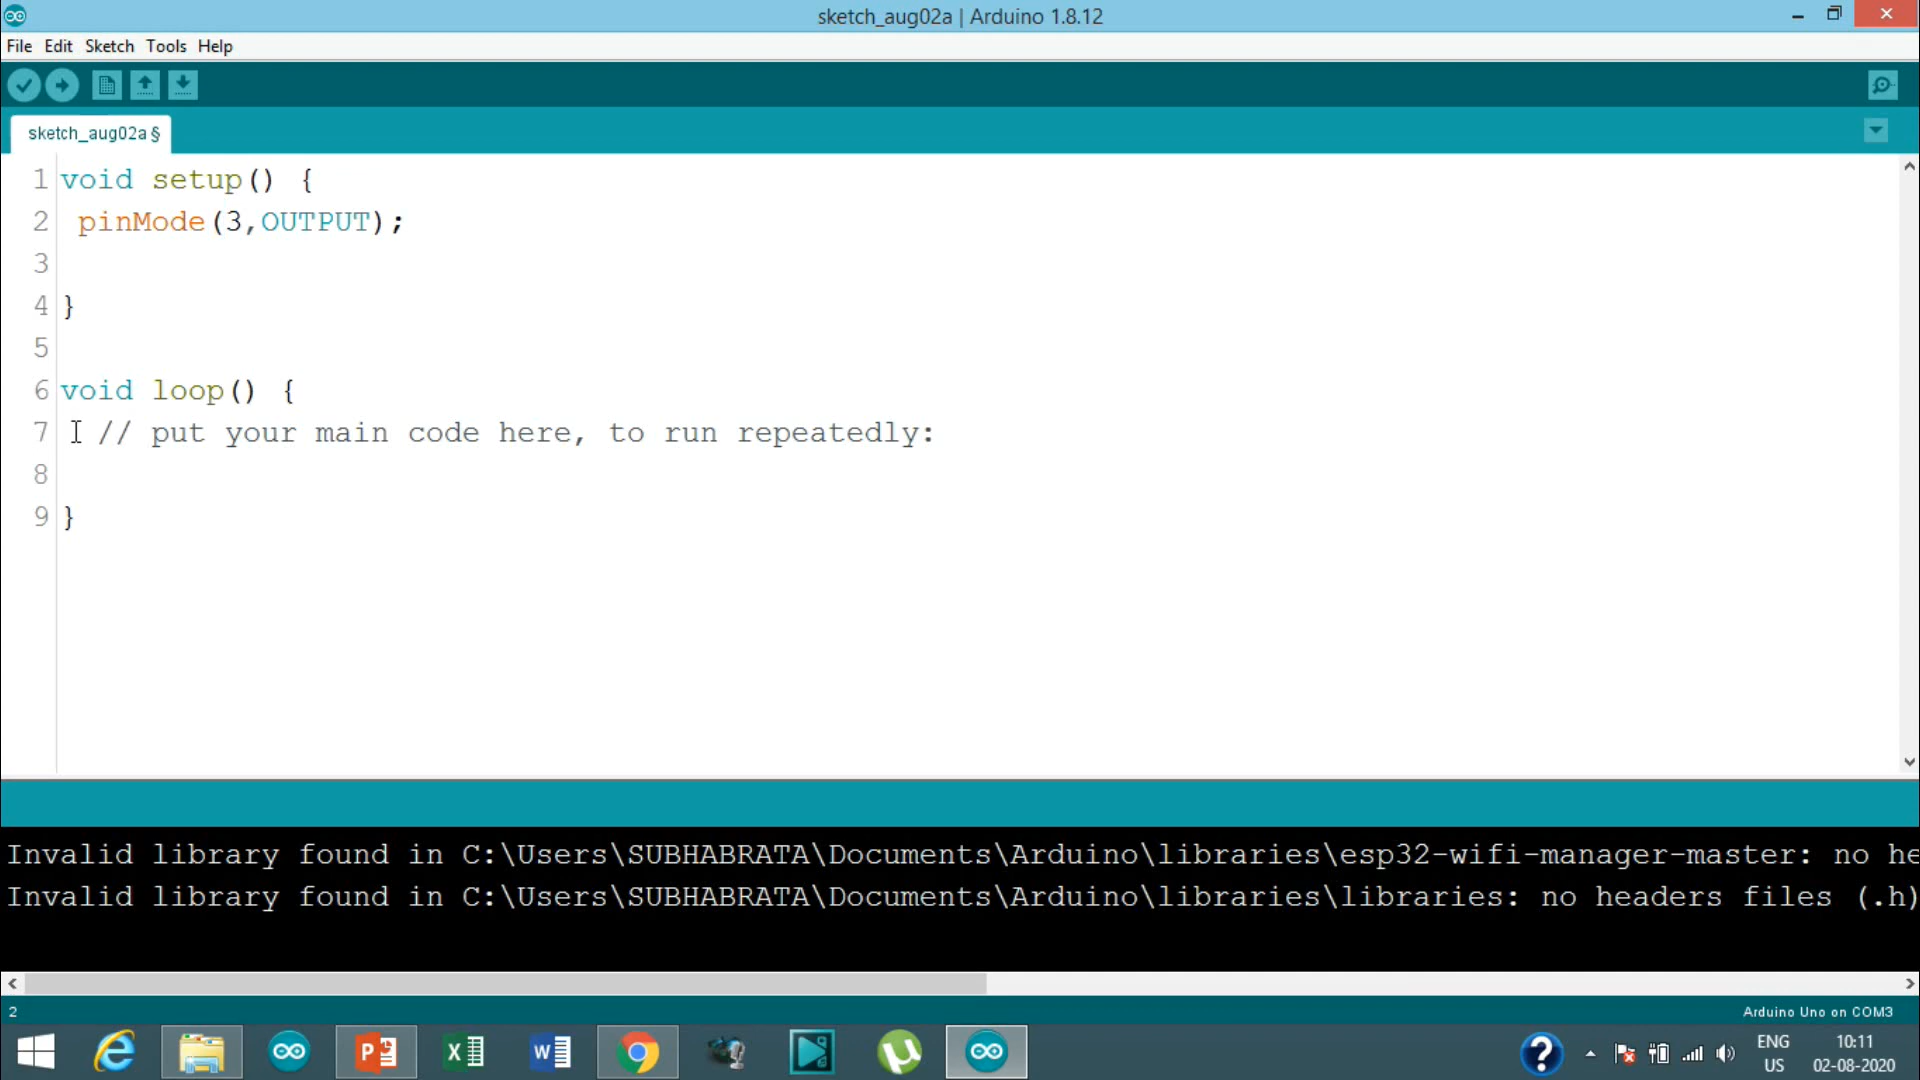 sketch_aug02a | Arduino 1.8.12
File Edit Sketch Tools Help
sketch_aug02a §
1 void setup() {
2 pinMode(3,OUTPUT);
3
4 }
5
6 void loop() {
7 // put your main code here, to run repeatedly:
8
9 }
Invalid library found in C:\Users\SUBHABRATA\Documents\Arduino\libraries\esp32-wifi-manager-master: no he
Invalid library found in C:\Users\SUBHABRATA\Documents\Arduino\libraries\libraries: no headers files (.h)
2
Arduino Uno on COM3
ENG 10:11
US 02-08-2020